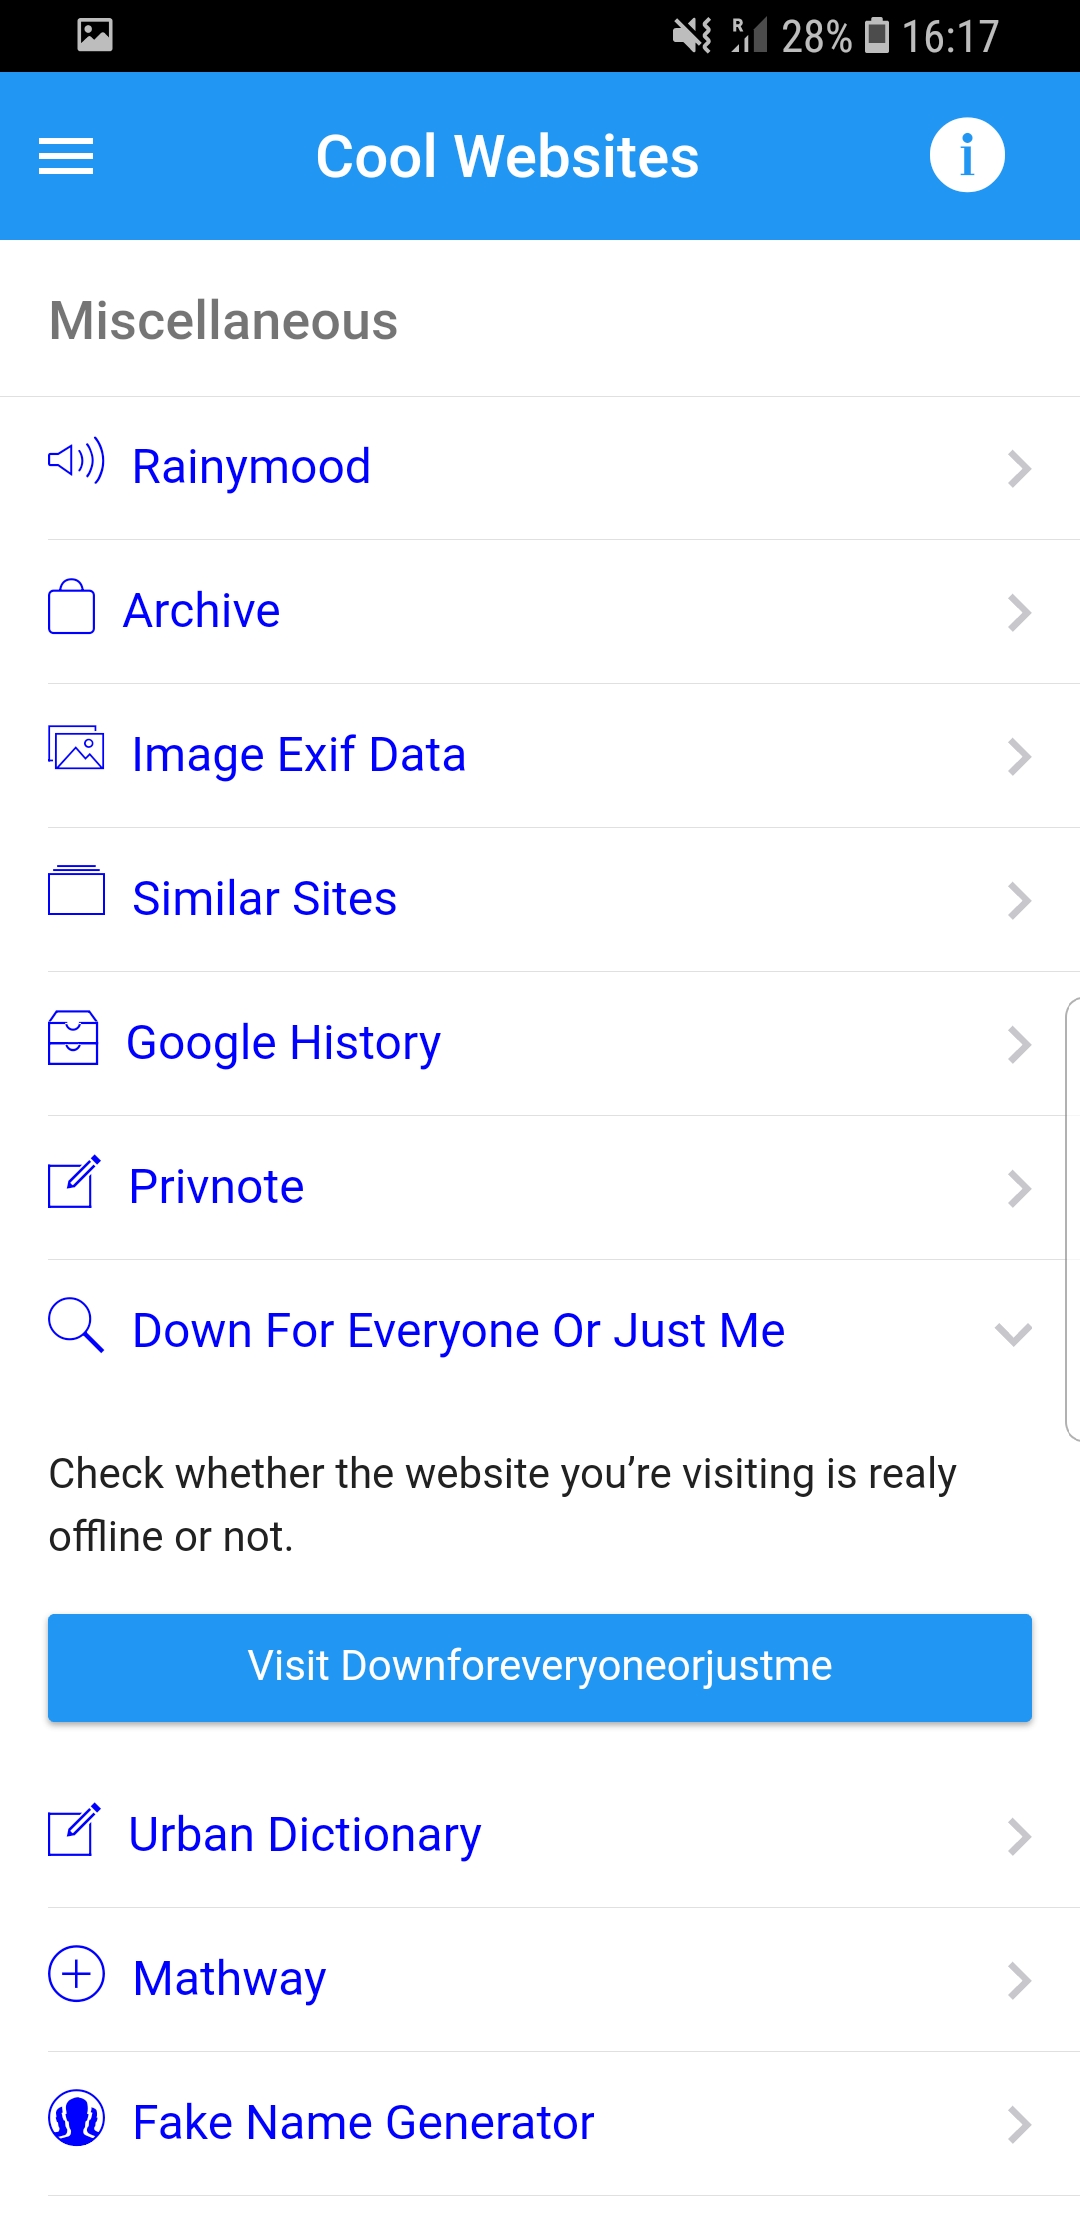 R 28% 16:17
Cool Websites
i
Miscellaneous
Rainymood
Archive
Image Exif Data
Similar Sites
Google History
Privnote
Down For Everyone Or Just Me
Check whether the website you’re visiting is realy
offline or not.
Visit Downforeveryoneorjustme
Urban Dictionary
Mathway
Fake Name Generator